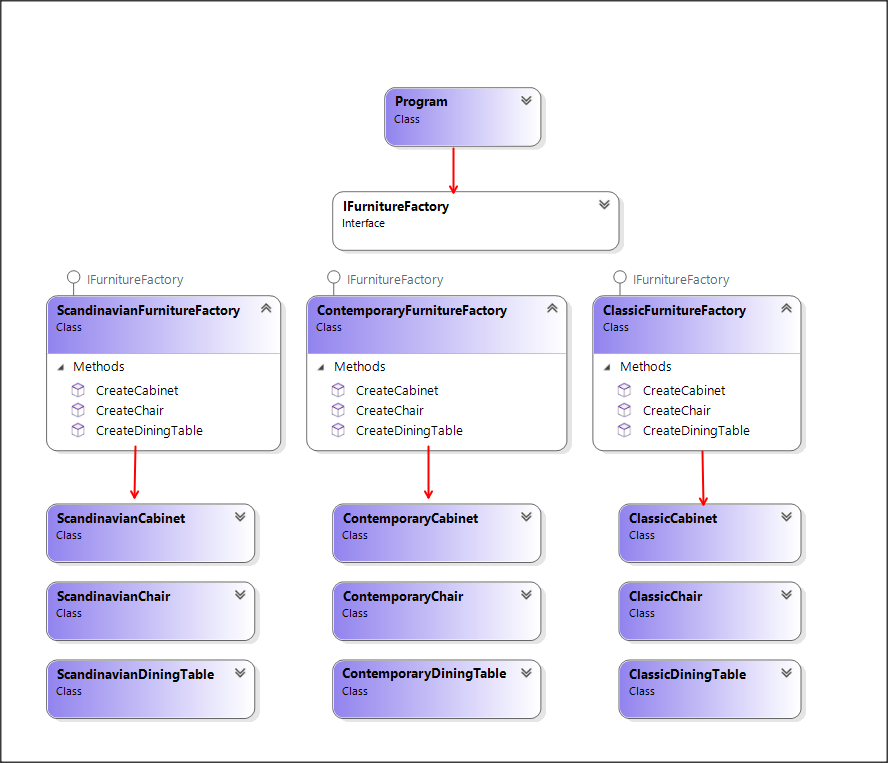 Program
Class
IFurnitureFactory
Interface
IFurnitureFactory
ScandinavianFurnitureFactory
Class
Methods
CreateCabinet
CreateChair
CreateDiningTable
IFurnitureFactory
ContemporaryFurnitureFactory
Class
Methods
CreateCabinet
CreateChair
CreateDiningTable
IFurnitureFactory
ClassicFurnitureFactory
Class
Methods
CreateCabinet
CreateChair
CreateDiningTable
ScandinavianCabinet
Class
ScandinavianChair
Class
ScandinavianDiningTable
Class
ContemporaryCabinet
Class
ContemporaryChair
Class
ContemporaryDiningTable
Class
ClassicCabinet
Class
ClassicChair
Class
ClassicDiningTable
Class